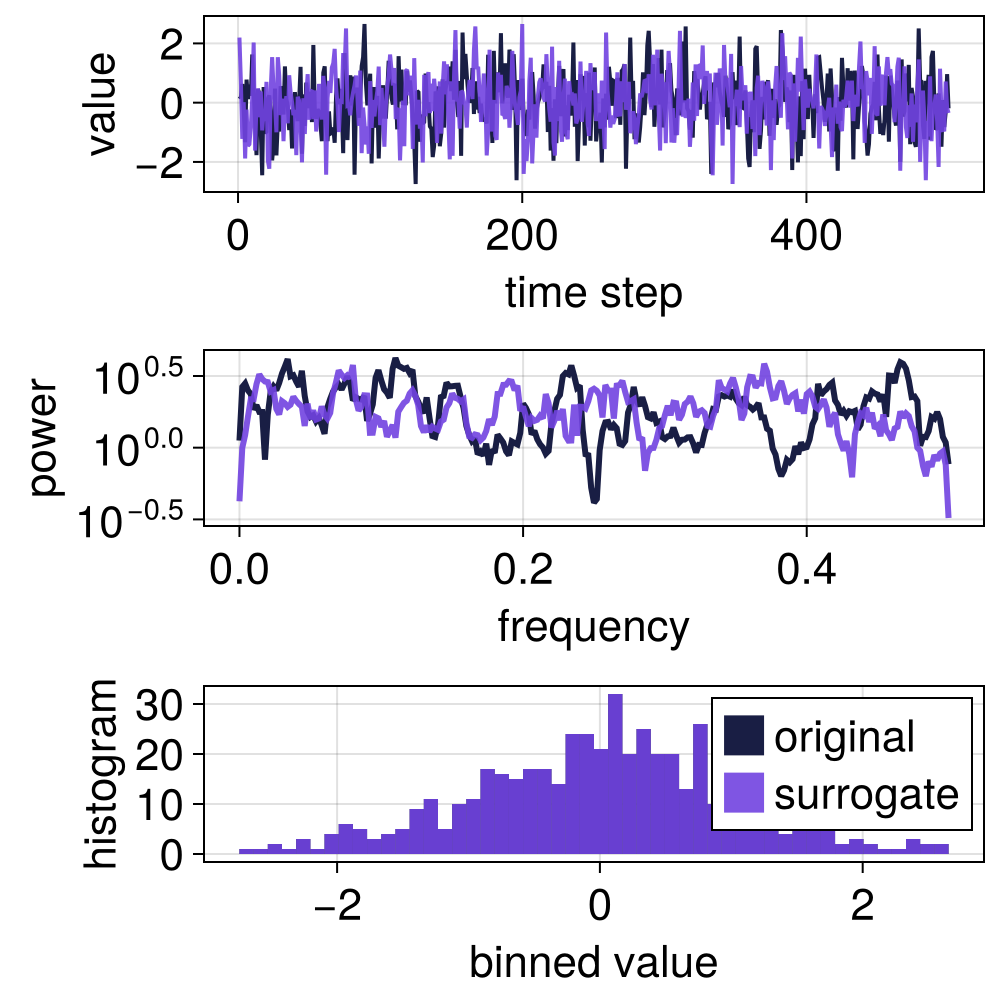 value
2
0
−2
0 200 400
time step
power
10^0.5
10^0.0
10^−0.5
0.0 0.2 0.4
frequency
histogram
30
20
10
0
original
surrogate
−2 0 2
binned value